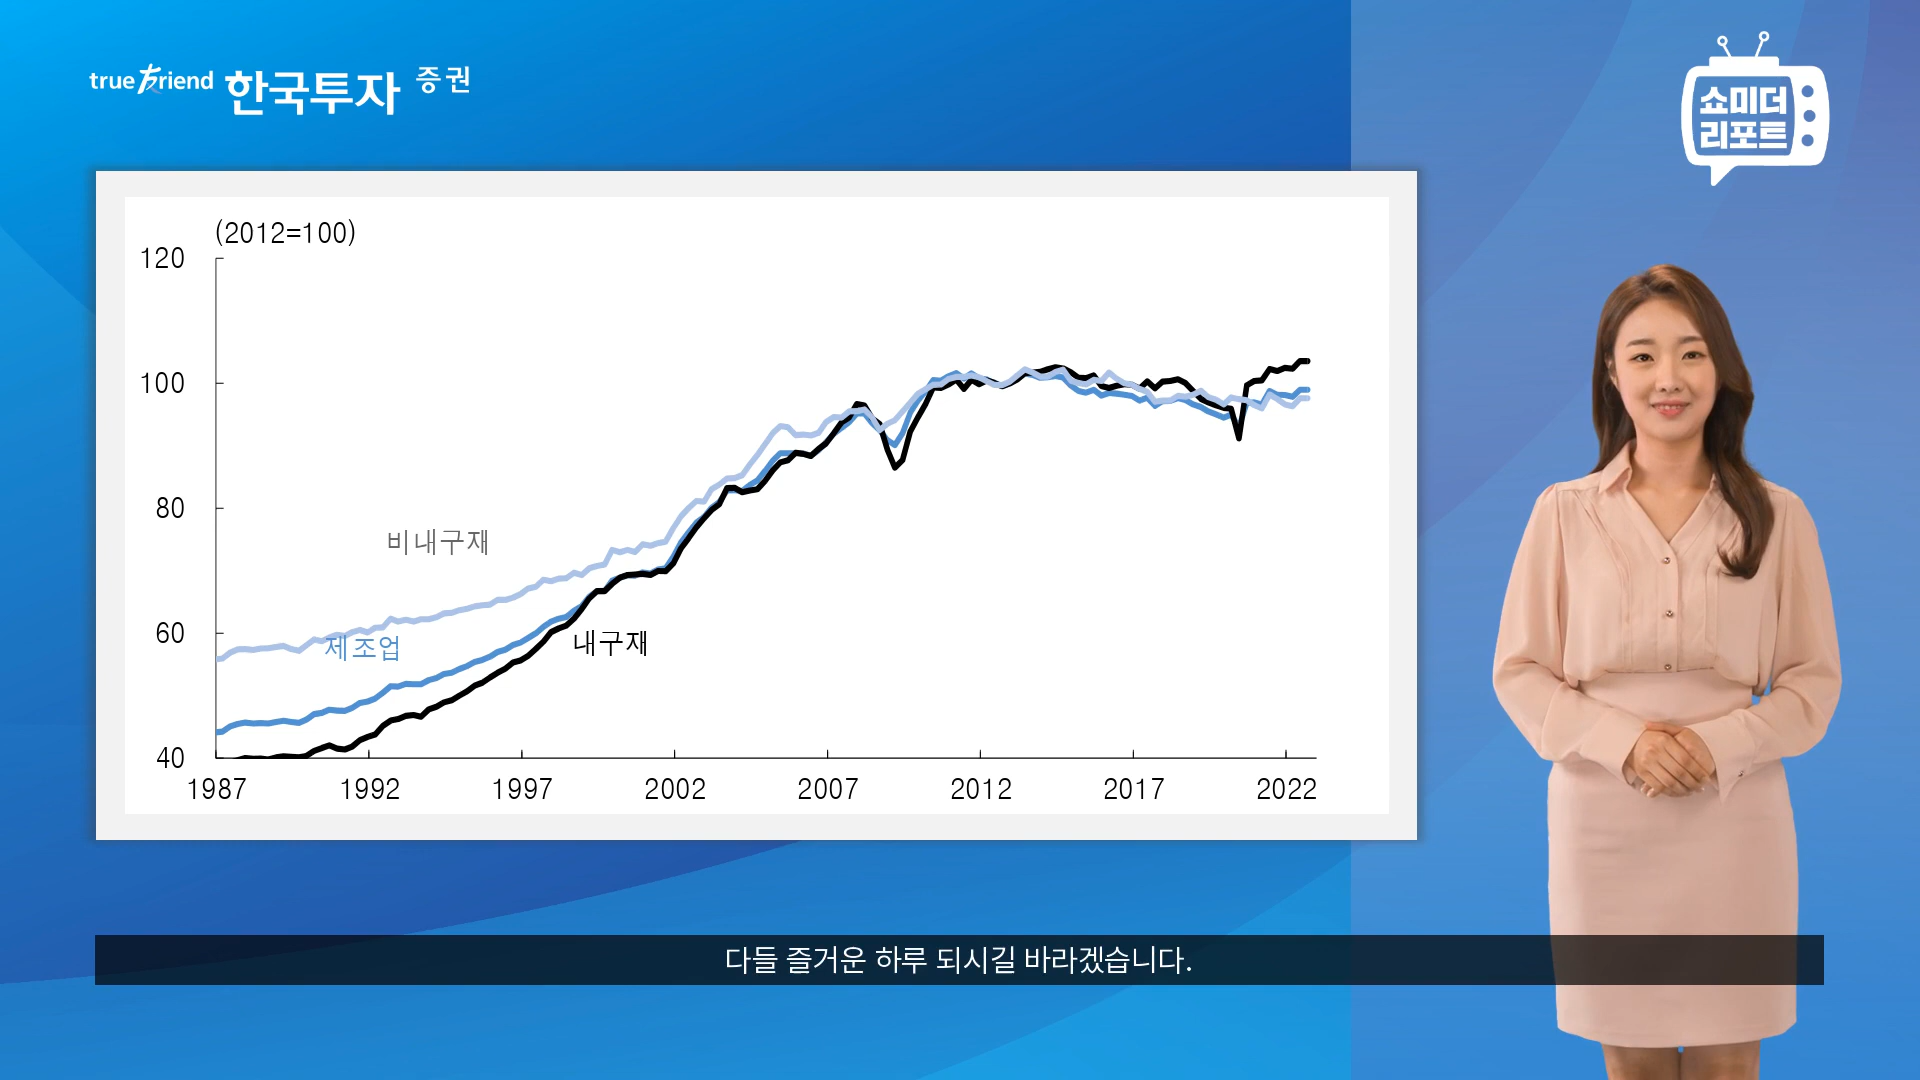 true friend 한국투자 증권
쇼미더
리포트
(2012=100)
120
100
80
60
40
비내구재
제조업
내구재
1987 1992 1997 2002 2007 2012 2017 2022
다들 즐거운 하루 되시길 바라겠습니다.